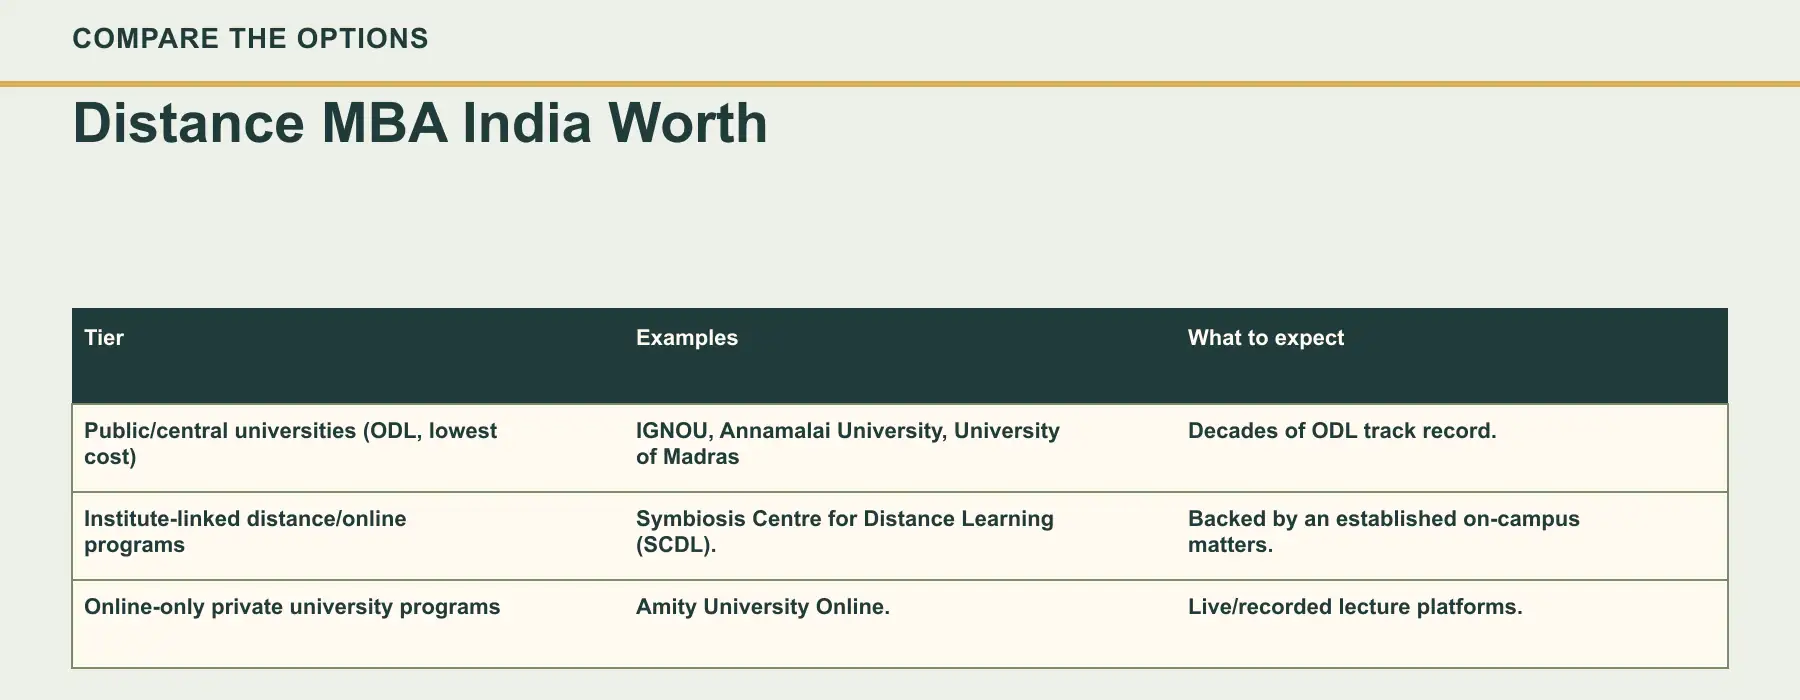 COMPARE THE OPTIONS
Distance MBA India Worth
Tier
Examples
What to expect
Public/central universities (ODL, lowest
cost)
IGNOU, Annamalai University, University
of Madras
Decades of ODL track record.
Institute-linked distance/online
programs
Symbiosis Centre for Distance Learning
(SCDL).
Backed by an established on-campus
matters.
Online-only private university programs
Amity University Online.
Live/recorded lecture platforms.